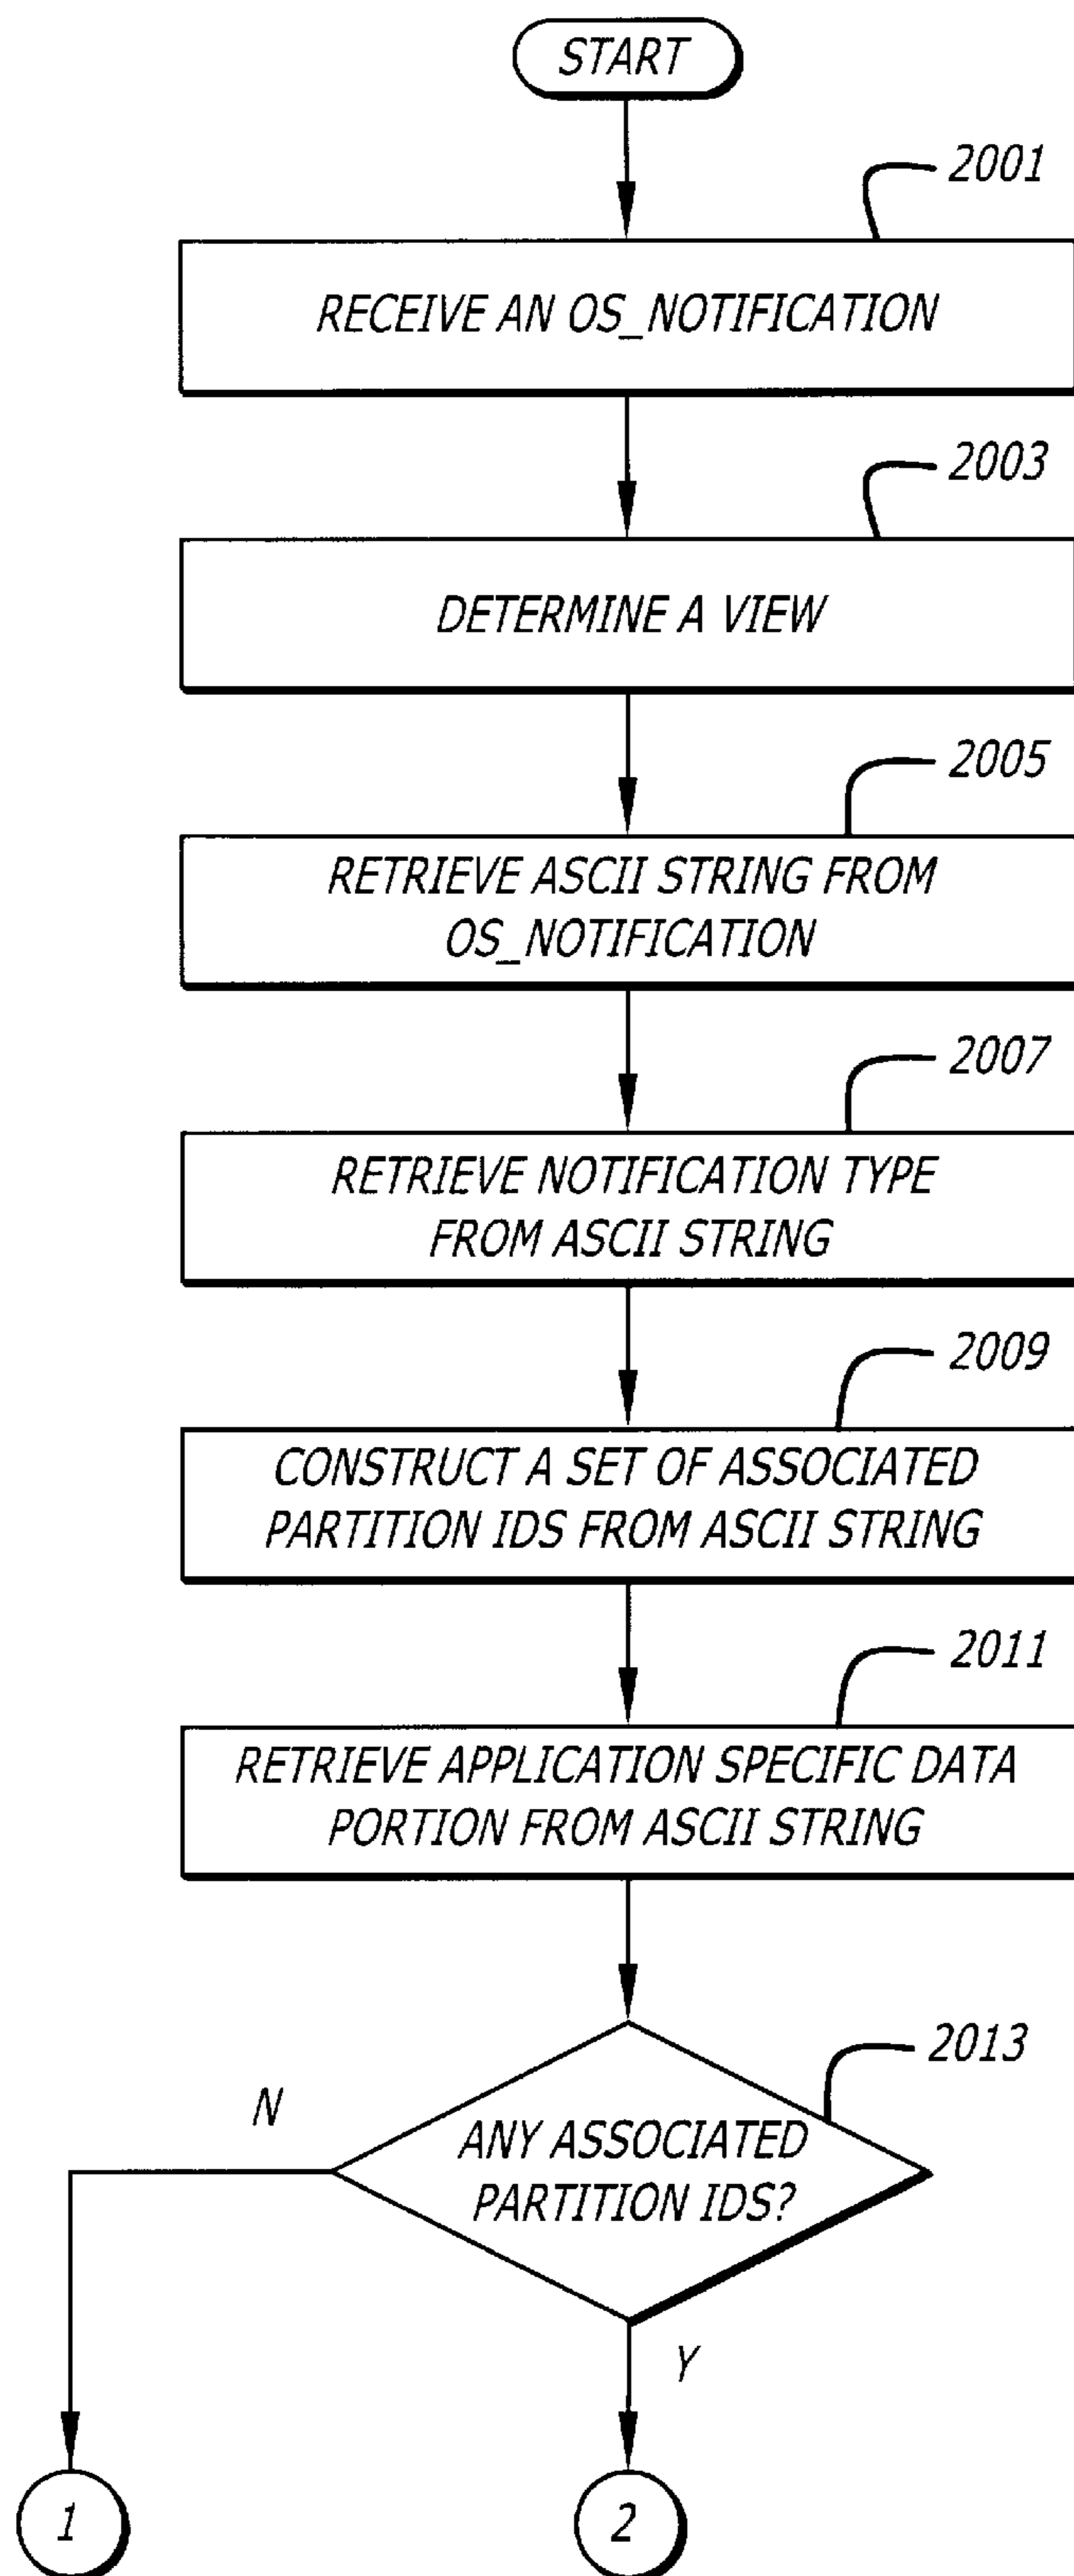 START
2001
RECEIVE AN OS_NOTIFICATION
2003
DETERMINE A VIEW
2005
RETRIEVE ASCII STRING FROM
OS_NOTIFICATION
2007
RETRIEVE NOTIFICATION TYPE
FROM ASCII STRING
2009
CONSTRUCT A SET OF ASSOCIATED
PARTITION IDS FROM ASCII STRING
2011
RETRIEVE APPLICATION SPECIFIC DATA
PORTION FROM ASCII STRING
2013
N
ANY ASSOCIATED
PARTITION IDS?
Y
1
2